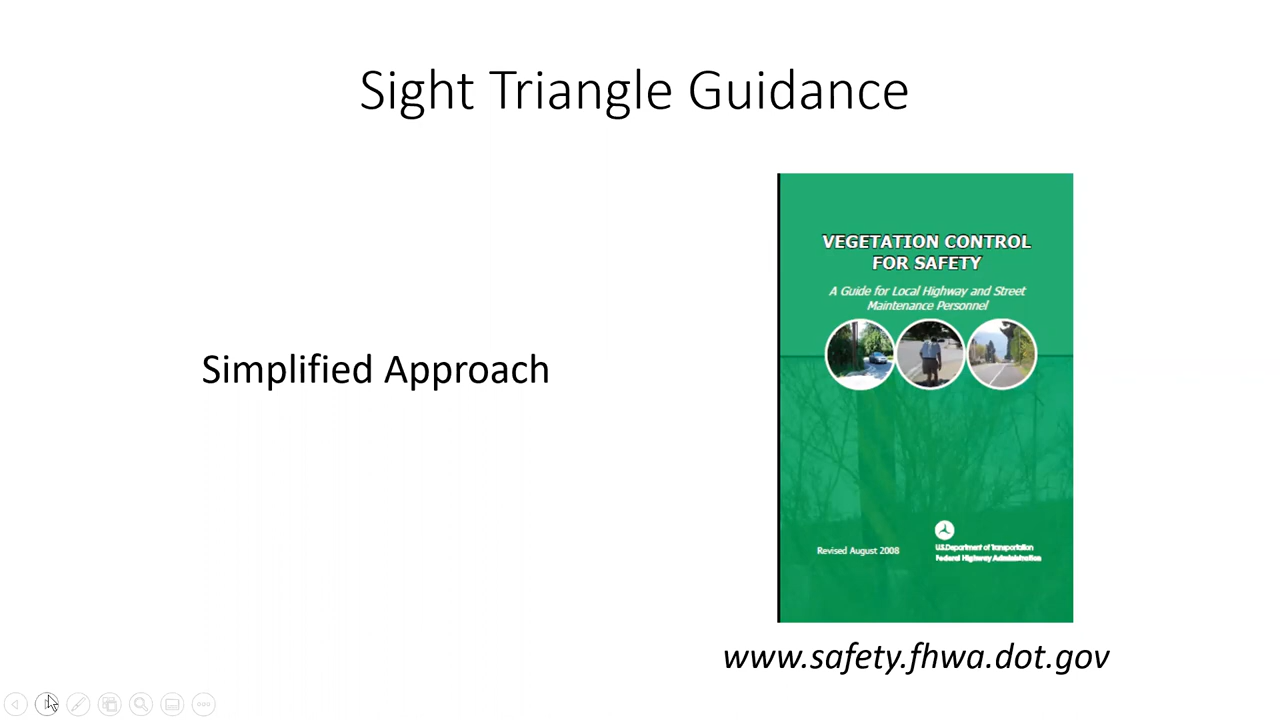 Sight Triangle Guidance
Simplified Approach
VEGETATION CONTROL
FOR SAFETY
A Guide for Local Highway and Street
Maintenance Personnel
Revised August 2008
U.S.Department of Transportation
Federal Highway Administration
www.safety.fhwa.dot.gov